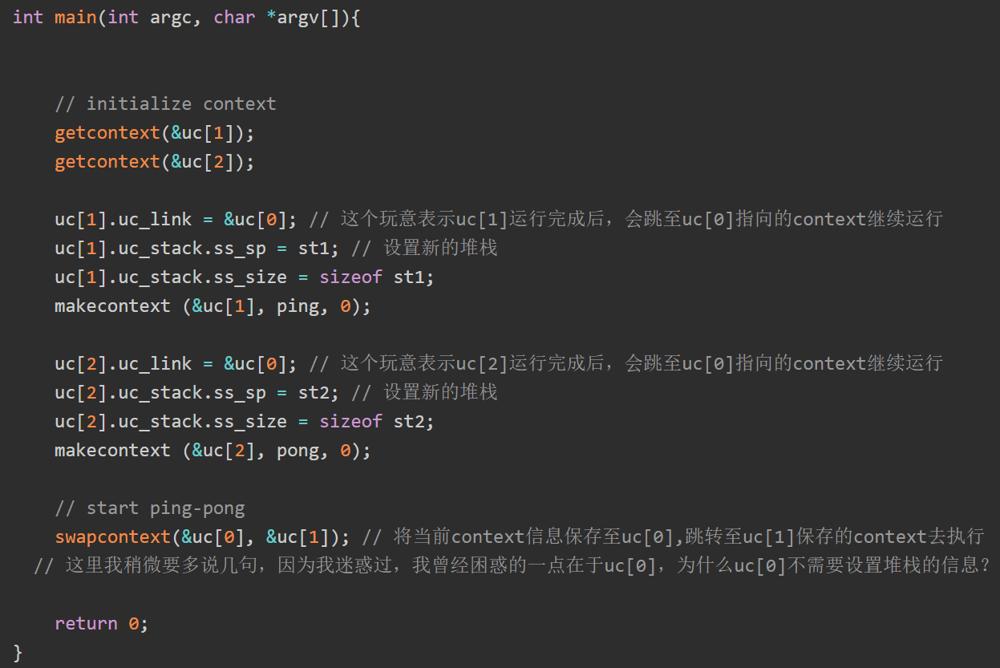 int main(int argc, char *argv[]){
// initialize context
getcontext(&uc[1]);
getcontext(&uc[2]);
uc[1].uc_link = &uc[0]; // 这个玩意表示uc[1]运行完成后，会跳至uc[0]指向的context继续运行
uc[1].uc_stack.ss_sp = st1; // 设置新的堆栈
uc[1].uc_stack.ss_size = sizeof st1;
makecontext (&uc[1], ping, 0);
uc[2].uc_link = &uc[0]; // 这个玩意表示uc[2]运行完成后，会跳至uc[0]指向的context继续运行
uc[2].uc_stack.ss_sp = st2; // 设置新的堆栈
uc[2].uc_stack.ss_size = sizeof st2;
makecontext (&uc[2], pong, 0);
// start ping-pong
swapcontext(&uc[0], &uc[1]); // 将当前context信息保存至uc[0],跳转至uc[1]保存的context去执行
// 这里我稍微要多说几句，因为我迷惑过，我曾经困惑的一点在于uc[0]，为什么uc[0]不需要设置堆栈的信息？
return 0;
}